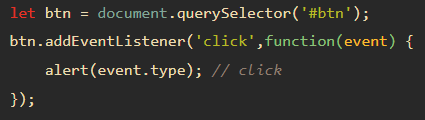 let btn = document.querySelector('#btn');
btn.addEventListener('click',function(event) {
    alert(event.type); // click
});